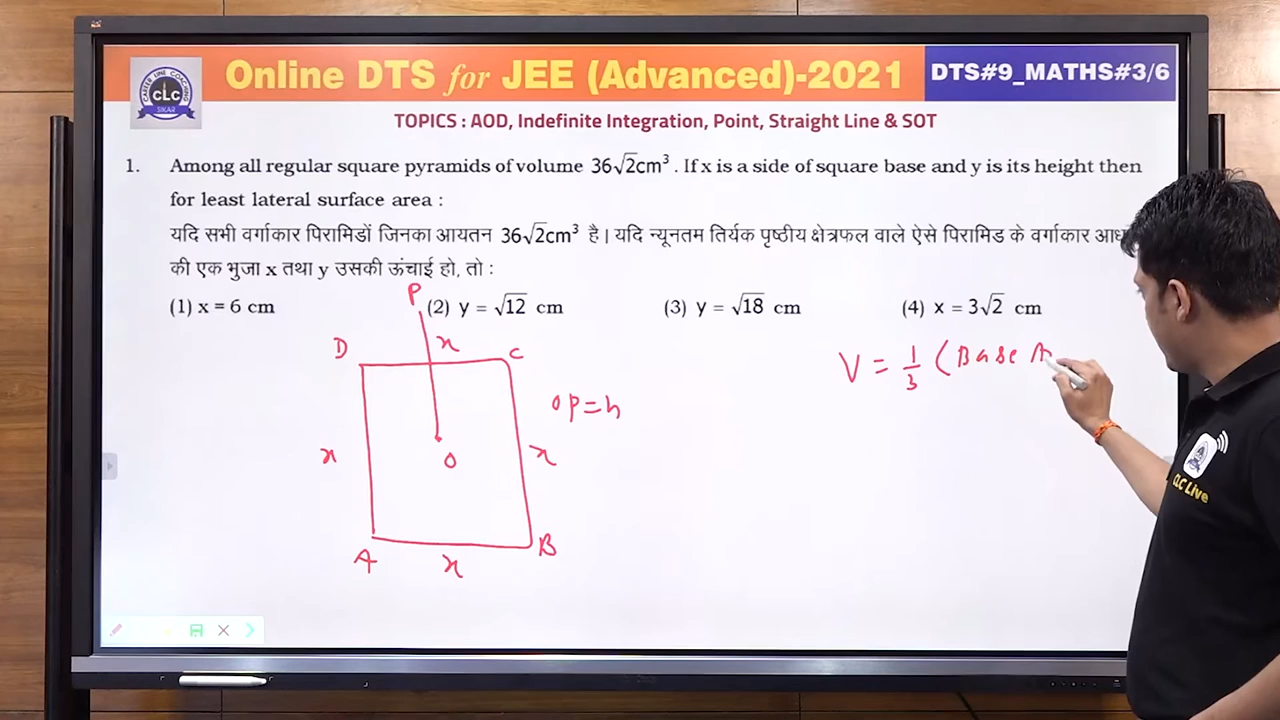 Online DTS for JEE (Advanced)-2021
DTS#9_MATHS#3/6
CAREER LINE COACHING
CLC
SIKAR
TOPICS : AOD, Indefinite Integration, Point, Straight Line & SOT
1. Among all regular square pyramids of volume 36√2cm³ . If x is a side of square base and y is its height then
for least lateral surface area :
यदि सभी वर्गाकार पिरामिडों जिनका आयतन 36√2cm³ है। यदि न्यूनतम तिर्यक पृष्ठीय क्षेत्रफल वाले ऐसे पिरामिड के वर्गाकार
की एक भुजा x तथा y उसकी ऊंचाई हो, तो :
(1) x = 6 cm (2) y = √12 cm (3) y = √18 cm (4) x = 3√2 cm
P
D x C
V = 1/3 (Base A
OP=h
x O x
A x B
CLC Live